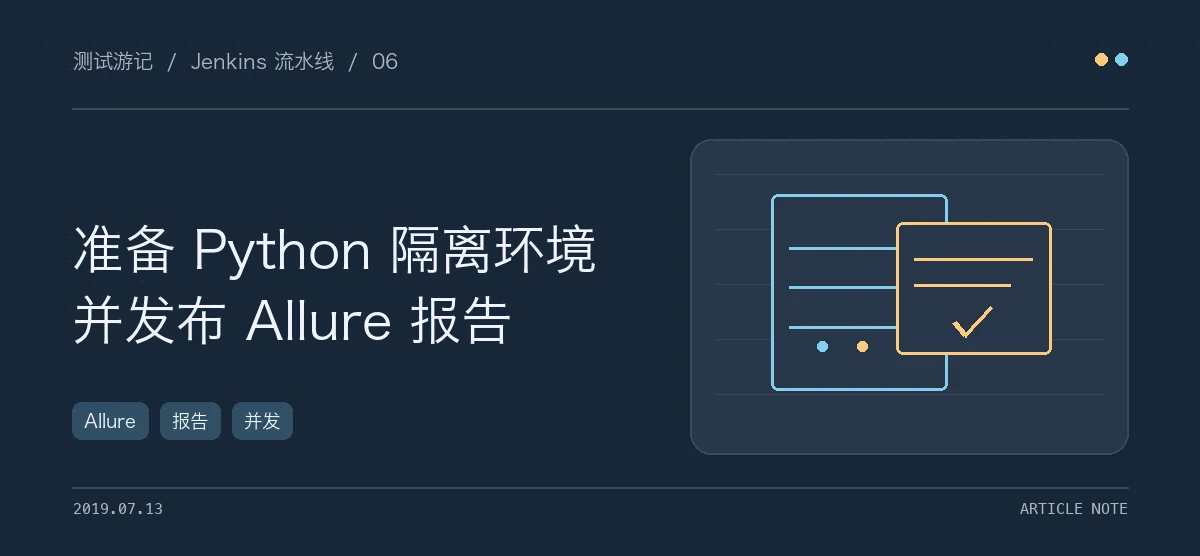 测试游记 / Jenkins 流水线 / 06
准备 Python 隔离环境
并发布 Allure 报告
Allure 报告 并发
2019.07.13
ARTICLE NOTE